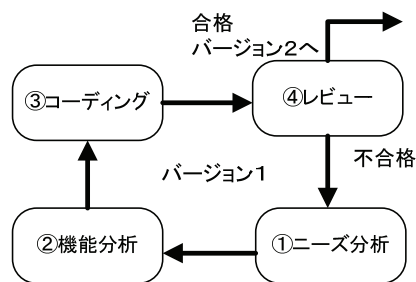 合格
バージョン２へ
③コーディング
④レビュー
バージョン１
不合格
②機能分析
①ニーズ分析